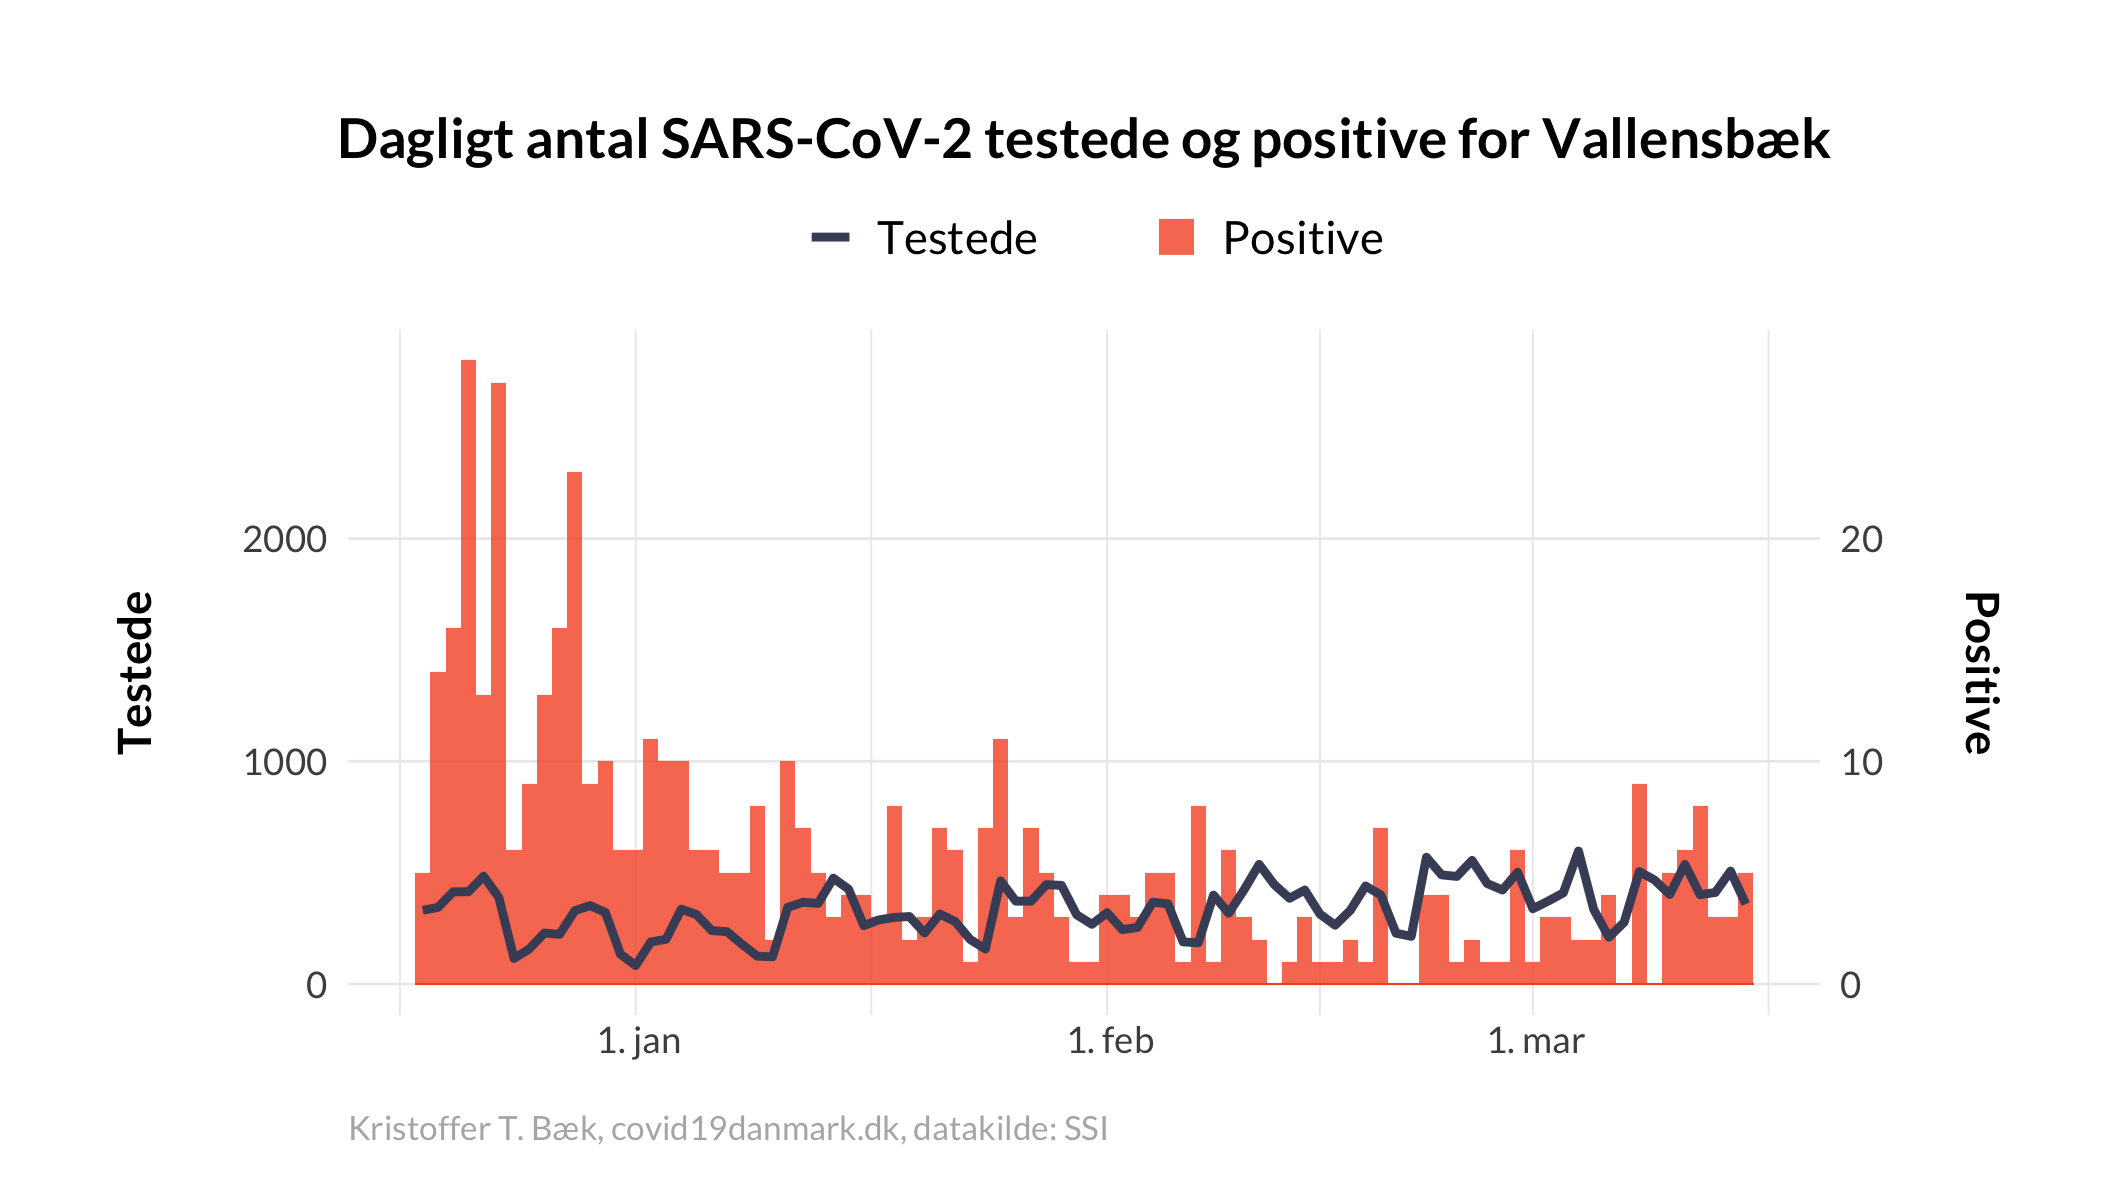 Dagligt antal SARS-CoV-2 testede og positive for Vallensbæk
Testede
Positive
2000
1000
0
20
10
0
Testede
Positive
1. jan
1. feb
1. mar
Kristoffer T. Bæk, covid19danmark.dk, datakilde: SSI